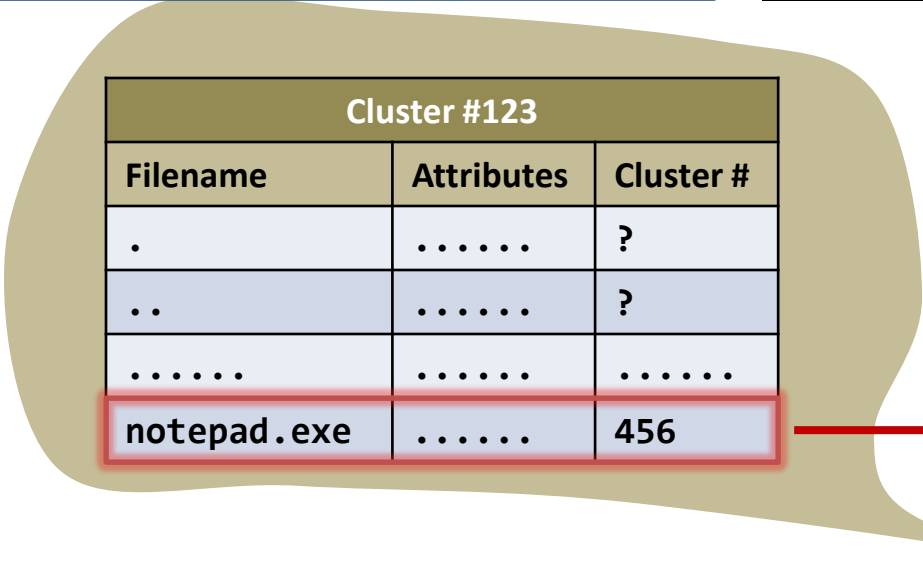 Cluster #123
Filename Attributes Cluster #
. ...... ?
.. ...... ?
...... ...... ......
notepad.exe ...... 456